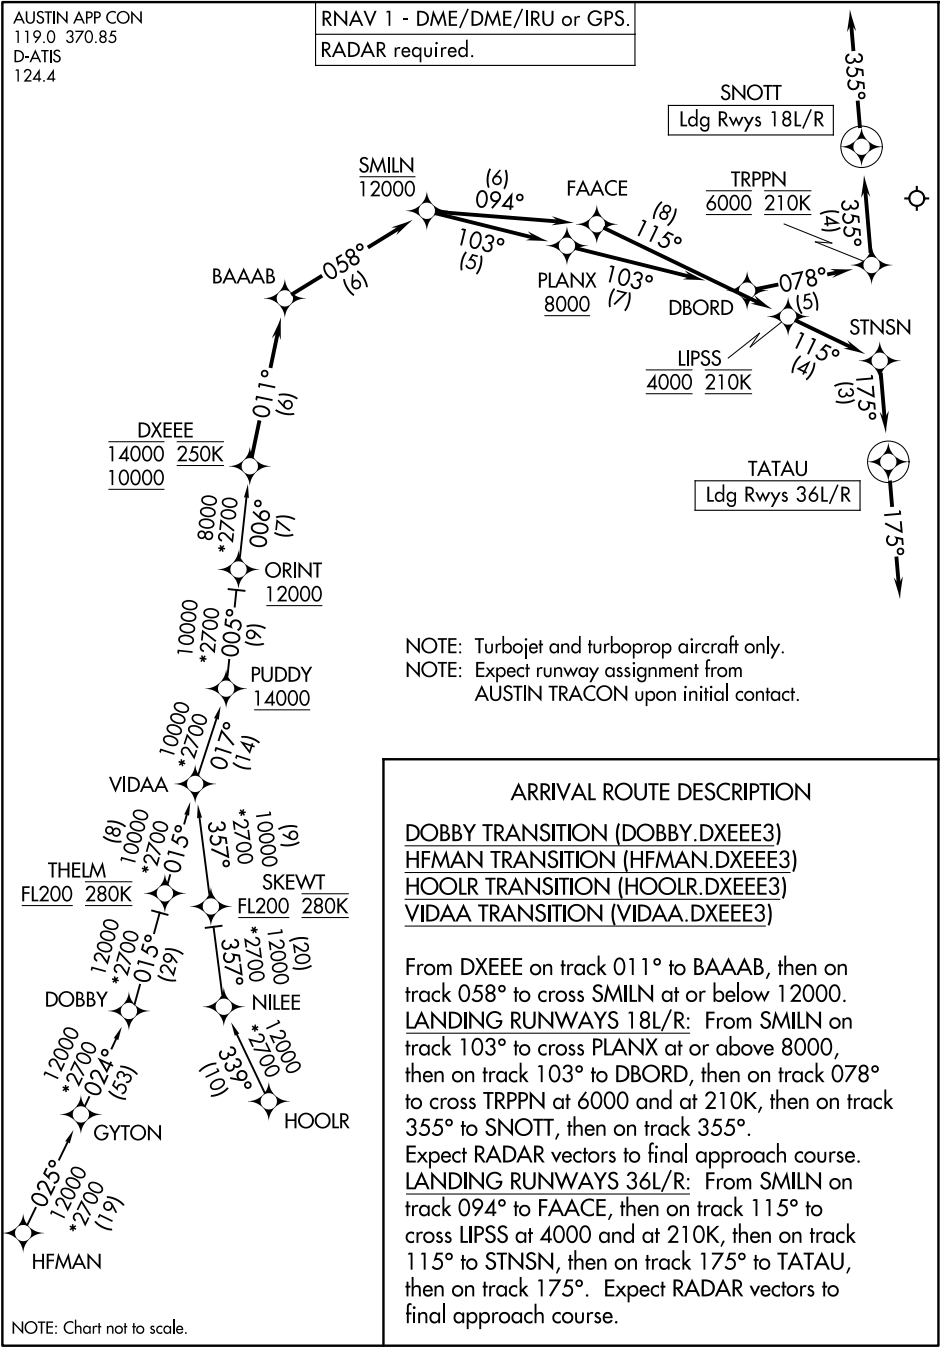 AUSTIN APP CON
119.0 370.85
D-ATIS
124.4
RNAV 1 - DME/DME/IRU or GPS.
RADAR required.
355°
SNOTT
Ldg Rwys 18L/R
SMILN
12000
(6)
094°
FAACE
TRPPN
6000 210K
355°
(4)
(8)
115°
103°
(5)
BAAAB
058°
(6)
PLANX
8000
103°
(7)
DBORD
078°
(5)
STNSN
LIPSS
4000 210K
115°
(4)
175°
(3)
011°
(6)
DXEEE
14000 250K
10000
TATAU
Ldg Rwys 36L/R
175°
8000
*2700
006°
(7)
ORINT
12000
10000
*2700
005°
(9)
PUDDY
14000
NOTE: Turbojet and turboprop aircraft only.
NOTE: Expect runway assignment from
AUSTIN TRACON upon initial contact.
10000
*2700
017°
(14)
VIDAA
(8)
10000
*2700
015°
(9)
10000
*2700
357°
THELM
FL200 280K
SKEWT
FL200 280K
12000
*2700
015°
(29)
(20)
12000
*2700
357°
DOBBY
NILEE
12000
*2700
024°
(53)
12000
*2700
339°
(10)
GYTON
HOOLR
025°
12000
*2700
(19)
HFMAN
NOTE: Chart not to scale.
ARRIVAL ROUTE DESCRIPTION
DOBBY TRANSITION (DOBBY.DXEEE3)
HFMAN TRANSITION (HFMAN.DXEEE3)
HOOLR TRANSITION (HOOLR.DXEEE3)
VIDAA TRANSITION (VIDAA.DXEEE3)
From DXEEE on track 011° to BAAAB, then on
track 058° to cross SMILN at or below 12000.
LANDING RUNWAYS 18L/R: From SMILN on
track 103° to cross PLANX at or above 8000,
then on track 103° to DBORD, then on track 078°
to cross TRPPN at 6000 and at 210K, then on track
355° to SNOTT, then on track 355°.
Expect RADAR vectors to final approach course.
LANDING RUNWAYS 36L/R: From SMILN on
track 094° to FAACE, then on track 115° to
cross LIPSS at 4000 and at 210K, then on track
115° to STNSN, then on track 175° to TATAU,
then on track 175°. Expect RADAR vectors to
final approach course.